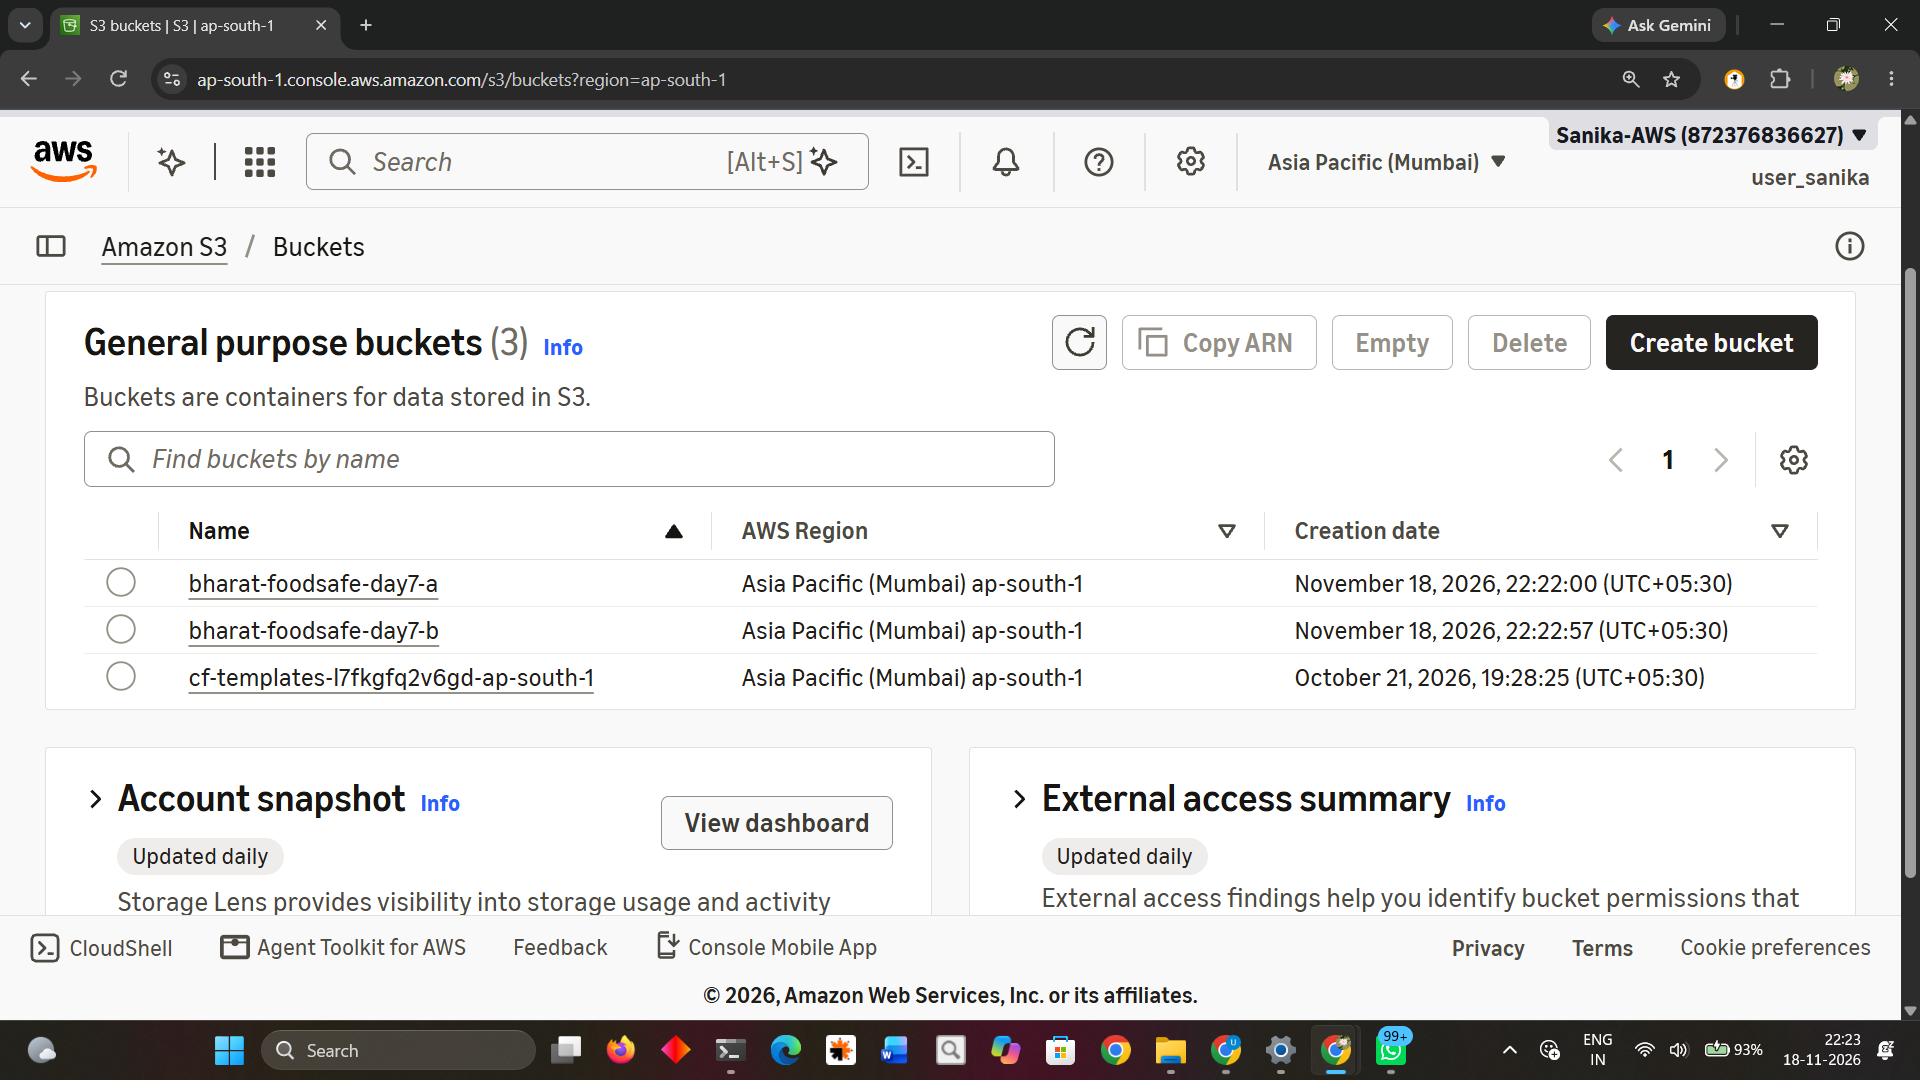 S3 buckets | S3 | ap-south-1
Ask Gemini
ap-south-1.console.aws.amazon.com/s3/buckets?region=ap-south-1
aws
Search
[Alt+S]
Asia Pacific (Mumbai)
Sanika-AWS (872376836627)
user_sanika
Amazon S3 / Buckets
General purpose buckets (3) Info
Copy ARN
Empty
Delete
Create bucket
Buckets are containers for data stored in S3.
Find buckets by name
1
Name AWS Region Creation date
bharat-foodsafe-day7-a Asia Pacific (Mumbai) ap-south-1 November 18, 2026, 22:22:00 (UTC+05:30)
bharat-foodsafe-day7-b Asia Pacific (Mumbai) ap-south-1 November 18, 2026, 22:22:57 (UTC+05:30)
cf-templates-l7fkgfq2v6gd-ap-south-1 Asia Pacific (Mumbai) ap-south-1 October 21, 2026, 19:28:25 (UTC+05:30)
Account snapshot Info
View dashboard
Updated daily
Storage Lens provides visibility into storage usage and activity
External access summary Info
Updated daily
External access findings help you identify bucket permissions that
CloudShell
Agent Toolkit for AWS
Feedback
Console Mobile App
Privacy
Terms
Cookie preferences
© 2026, Amazon Web Services, Inc. or its affiliates.
Search
99+
ENG
IN
93%
22:23
18-11-2026